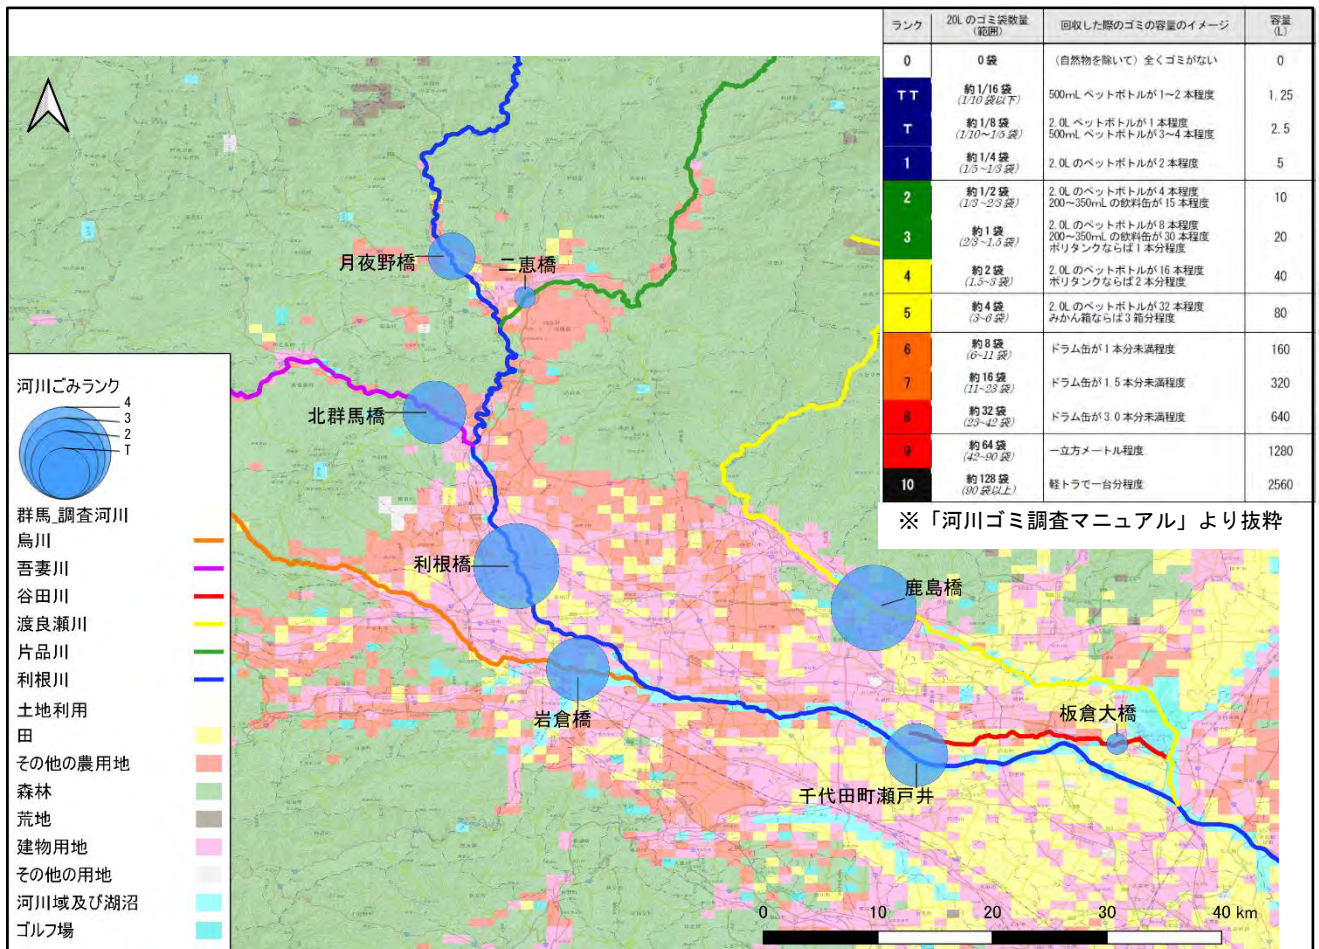 ランク 20Lのゴミ袋数量(範囲) 回収した際のゴミの容量のイメージ 容量(L)
0 0袋 (自然物を除いて)全くゴミがない 0
TT 約1/16袋 (1/10袋以下) 500mLペットボトルが1~2本程度 1.25
T 約1/8袋 (1/10~1/5袋) 2.0Lペットボトルが1本程度 500mLペットボトルが3~4本程度 2.5
1 約1/4袋 (1/5~1/3袋) 2.0Lのペットボトルが2本程度 5
2 約1/2袋 (1/3~2/3袋) 2.0Lのペットボトルが4本程度 200~350mLの飲料缶が15本程度 10
3 約1袋 (2/3~1.5袋) 2.0Lのペットボトルが8本程度 200~350mLの飲料缶が30本程度 ポリタンクならば1本分程度 20
4 約2袋 (1.5~3袋) 2.0Lのペットボトルが16本程度 ポリタンクならば2本分程度 40
5 約4袋 (3~6袋) 2.0Lのペットボトルが32本程度 みかん箱ならば3箱分程度 80
6 約8袋 (6~11袋) ドラム缶が1本分未満程度 160
7 約16袋 (11~23袋) ドラム缶が1.5本分未満程度 320
8 約32袋 (23~42袋) ドラム缶が3.0本分未満程度 640
9 約64袋 (42~90袋) 一立方メートル程度 1280
10 約128袋 (90袋以上) 軽トラで一台分程度 2560
※「河川ゴミ調査マニュアル」より抜粋
月夜野橋
二恵橋
北群馬橋
利根橋
鹿島橋
岩倉橋
板倉大橋
千代田町瀬戸井
河川ごみランク
4
3
2
T
群馬_調査河川
烏川
吾妻川
谷田川
渡良瀬川
片品川
利根川
土地利用
田
その他の農用地
森林
荒地
建物用地
その他の用地
河川域及び湖沼
ゴルフ場
0 10 20 30 40 km